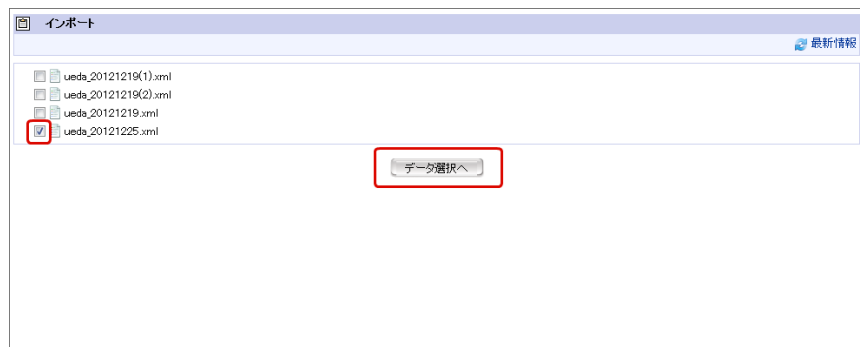 インポート
最新情報
ueda_20121219(1).xml
ueda_20121219(2).xml
ueda_20121219.xml
ueda_20121225.xml
データ選択へ